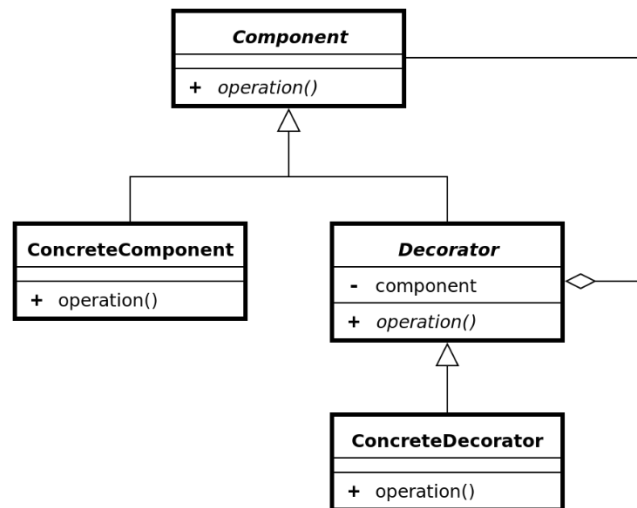 Component
+ operation()
ConcreteComponent
+ operation()
Decorator
- component
+ operation()
ConcreteDecorator
+ operation()